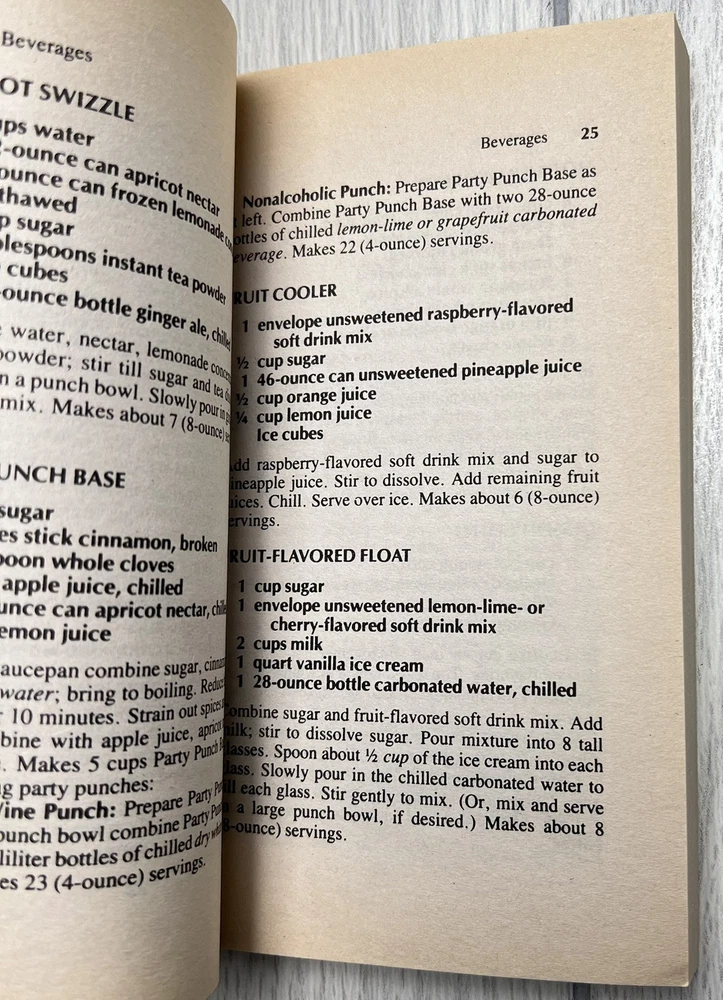 Beverages
OT SWIZZLE
ups water
-ounce can apricot nectar
ounce can frozen lemonade
thawed
p sugar
blespoons instant tea powder
cubes
-ounce bottle ginger ale, chilled
water, nectar, lemonade
powder; stir till sugar and tea
n a punch bowl. Slowly pour in
mix. Makes about 7 (8-ounce)
UNCH BASE
sugar
es stick cinnamon, broken
poon whole cloves
apple juice, chilled
unce can apricot nectar,
emon juice
aucepan combine sugar,
water; bring to boiling.
r 10 minutes. Strain out spices
bine with apple juice,
. Makes 5 cups Party Punch
g party punches:
Wine Punch: Prepare Party
punch bowl combine Party
liliter bottles of chilled dry
es 23 (4-ounce) servings.
Beverages 25
Nonalcoholic Punch: Prepare Party Punch Base as
t left. Combine Party Punch Base with two 28-ounce
ottles of chilled lemon-lime or grapefruit carbonated
everage. Makes 22 (4-ounce) servings.
RUIT COOLER
1 envelope unsweetened raspberry-flavored
soft drink mix
½ cup sugar
1 46-ounce can unsweetened pineapple juice
½ cup orange juice
¼ cup lemon juice
Ice cubes
dd raspberry-flavored soft drink mix and sugar to
ineapple juice. Stir to dissolve. Add remaining fruit
uices. Chill. Serve over ice. Makes about 6 (8-ounce)
ervings.
RUIT-FLAVORED FLOAT
1 cup sugar
1 envelope unsweetened lemon-lime- or
cherry-flavored soft drink mix
2 cups milk
1 quart vanilla ice cream
1 28-ounce bottle carbonated water, chilled
ombine sugar and fruit-flavored soft drink mix. Add
milk; stir to dissolve sugar. Pour mixture into 8 tall
lasses. Spoon about ½ cup of the ice cream into each
lass. Slowly pour in the chilled carbonated water to
ill each glass. Stir gently to mix. (Or, mix and serve
n a large punch bowl, if desired.) Makes about 8
8-ounce) servings.